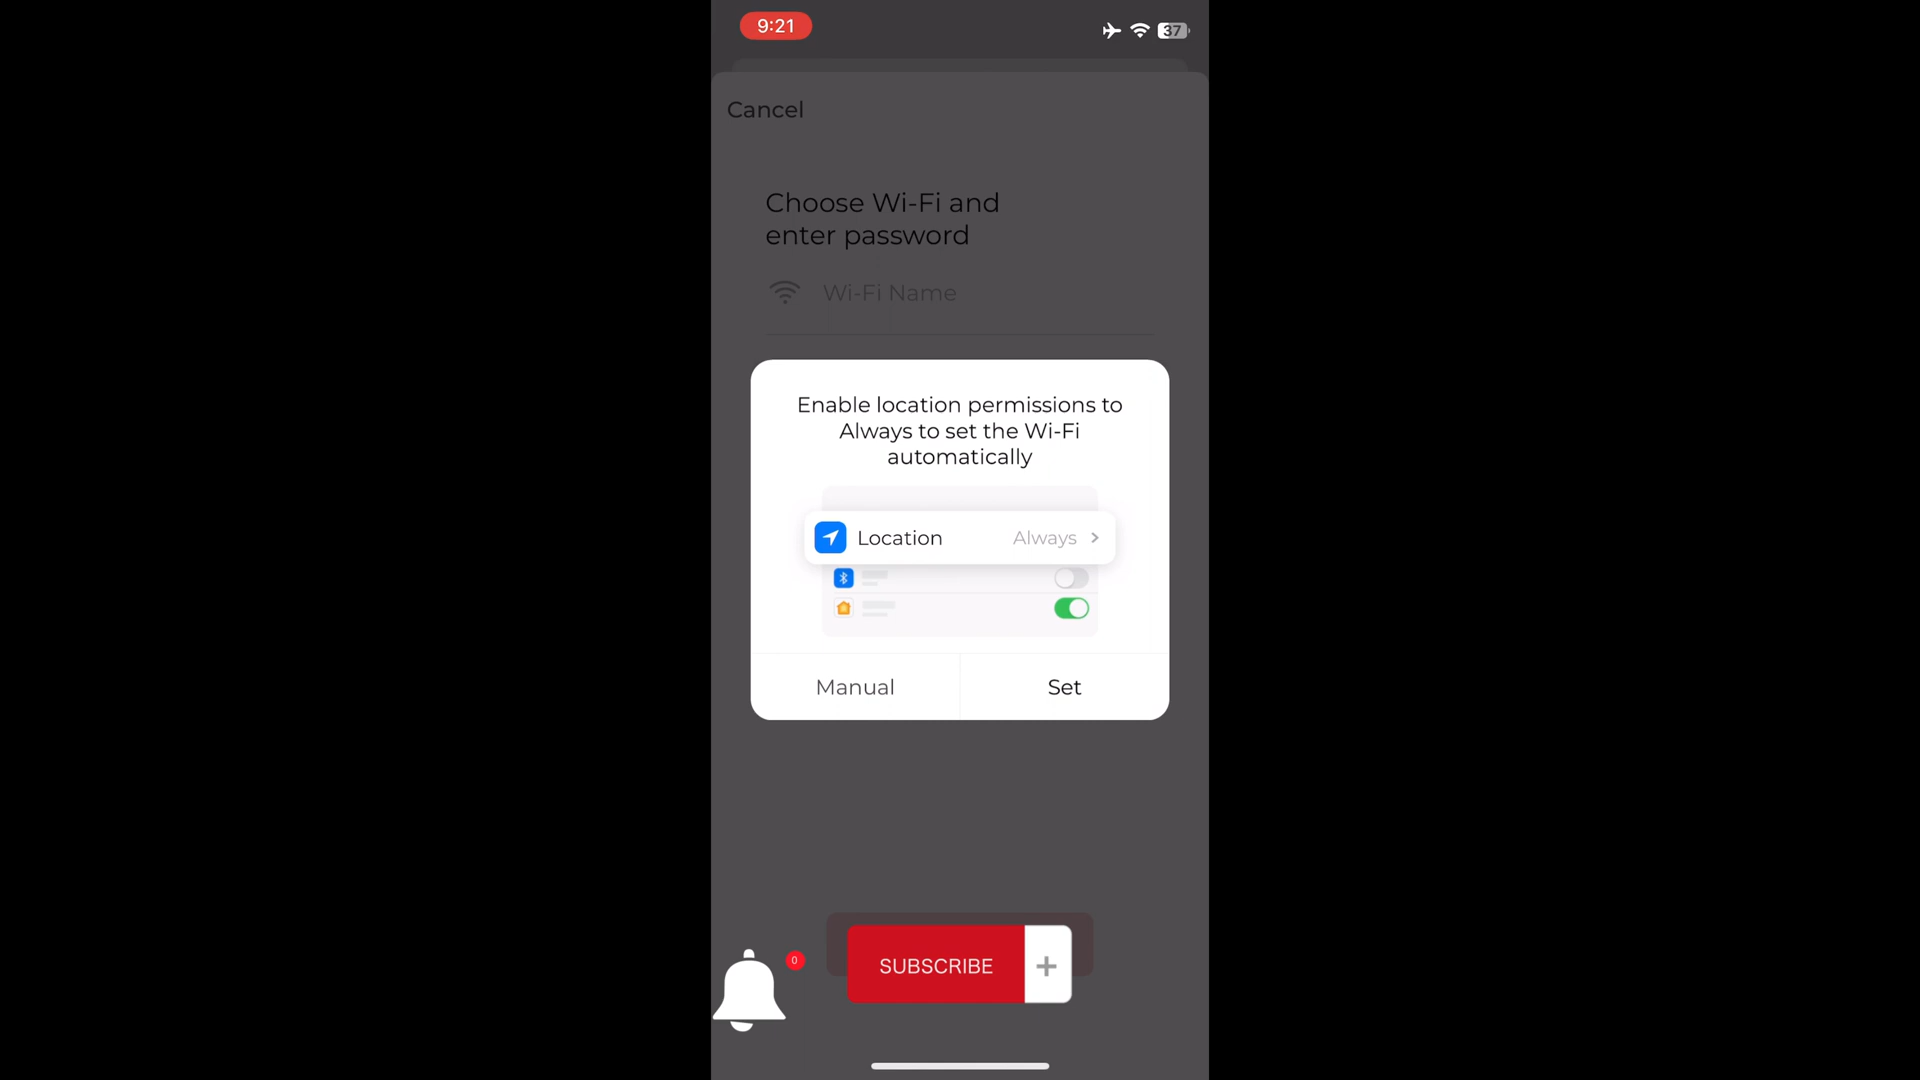 9:21
37
Cancel
Choose Wi-Fi and
enter password
Wi-Fi Name
Enable location permissions to
Always to set the Wi-Fi
automatically
Location Always
Manual Set
0
SUBSCRIBE